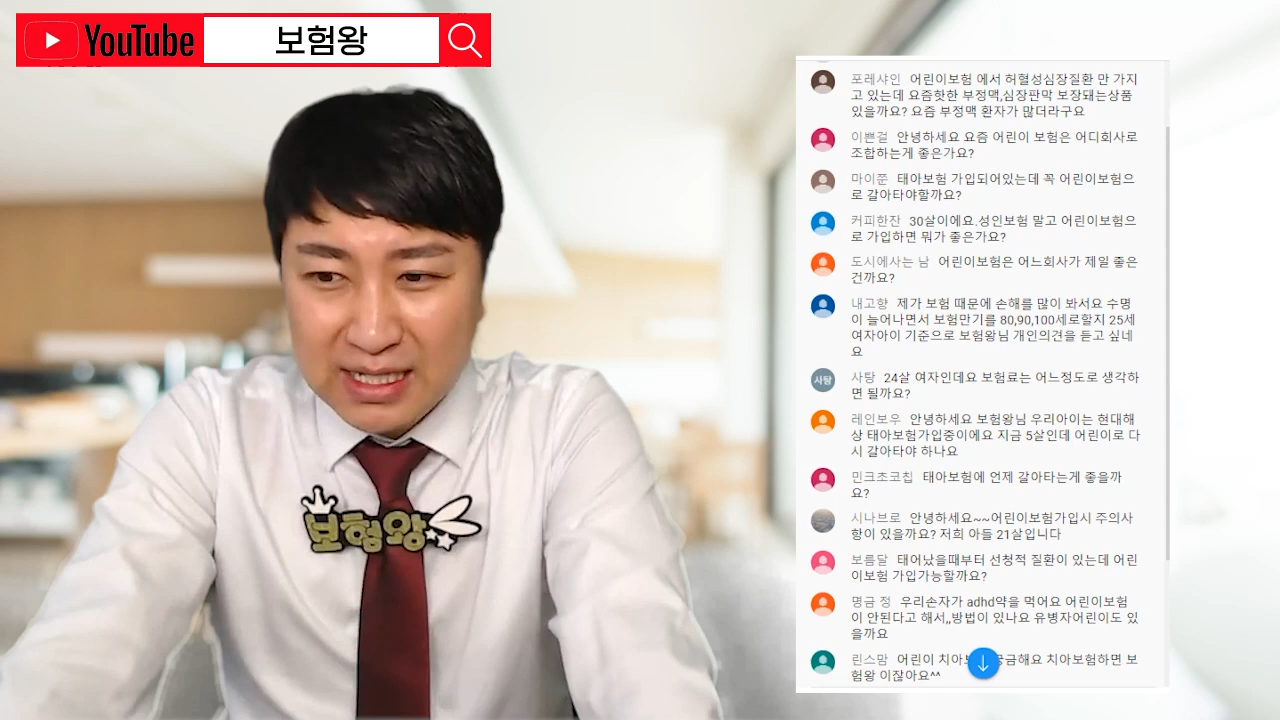 YouTube 보험왕
보험왕
포레샤인 어린이보험 에서 허혈성심장질환 만 가지
고 있는데 요즘핫한 부정맥,심장판막 보장돼는상품
있을까요? 요즘 부정맥 환자가 많더라구요
이쁜걸 안녕하세요 요즘 어린이 보험은 어디회사로
조합하는게 좋은가요?
마이쭌 태아보험 가입되어있는데 꼭 어린이보험으
로 갈아타야할까요?
커피한잔 30살이에요.성인보험 말고 어린이보험으
로 가입하면 뭐가 좋은가요?
도시에사는 남 어린이보험은 어느회사가 제일 좋은
건까요?
내고향 제가 보험 때문에 손해를 많이 봐서요 수명
이 늘어나면서 보험만기를 80,90,100세로할지 25세
여자아이 기준으로 보험왕님 개인의견을 듣고 싶네
요
사탕
사탕 24살 여자인데요 보험료는 어느정도로 생각하
면 될까요?
레인보우 안녕하세요 보험왕님 우리아이는 현대해
상 태아보험가입중이에요 지금 5살인데 어린이로 다
시 갈아타야 하나요
민크초코칩 태아보험에 언제 갈아타는게 좋을까
요?
시나브로 안녕하세요~~어린이보험가입시 주의사
항이 있을까요? 저희 아들 21살입니다
보름달 태어났을때부터 선청적 질환이 있는데 어린
이보험 가입가능할까요?
명금 정 우리손자가 adhd약을 먹어요 어린이보험
이 안된다고 해서,,방법이 있나요 유병자어린이도 있
을까요
린스맘 어린이 치아보 궁금해요 치아보험하면 보
험왕 이잖아요^^